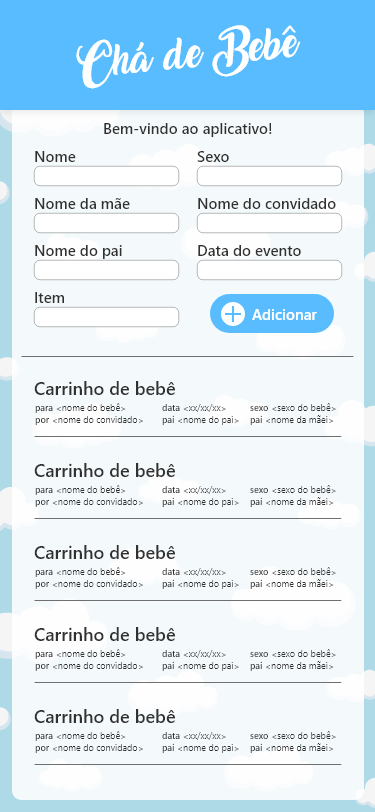 Chá de Bebê
Bem-vindo ao aplicativo!
Nome Sexo
Nome da mãe Nome do convidado
Nome do pai Data do evento
Item Adicionar
Carrinho de bebê
para <nome do bebê> data <xx/xx/xx> sexo <sexo do bebê>
por <nome do convidado> pai <nome do pai> pai <nome da mãei>
Carrinho de bebê
para <nome do bebê> data <xx/xx/xx> sexo <sexo do bebê>
por <nome do convidado> pai <nome do pai> pai <nome da mãei>
Carrinho de bebê
para <nome do bebê> data <xx/xx/xx> sexo <sexo do bebê>
por <nome do convidado> pai <nome do pai> pai <nome da mãei>
Carrinho de bebê
para <nome do bebê> data <xx/xx/xx> sexo <sexo do bebê>
por <nome do convidado> pai <nome do pai> pai <nome da mãei>
Carrinho de bebê
para <nome do bebê> data <xx/xx/xx> sexo <sexo do bebê>
por <nome do convidado> pai <nome do pai> pai <nome da mãei>